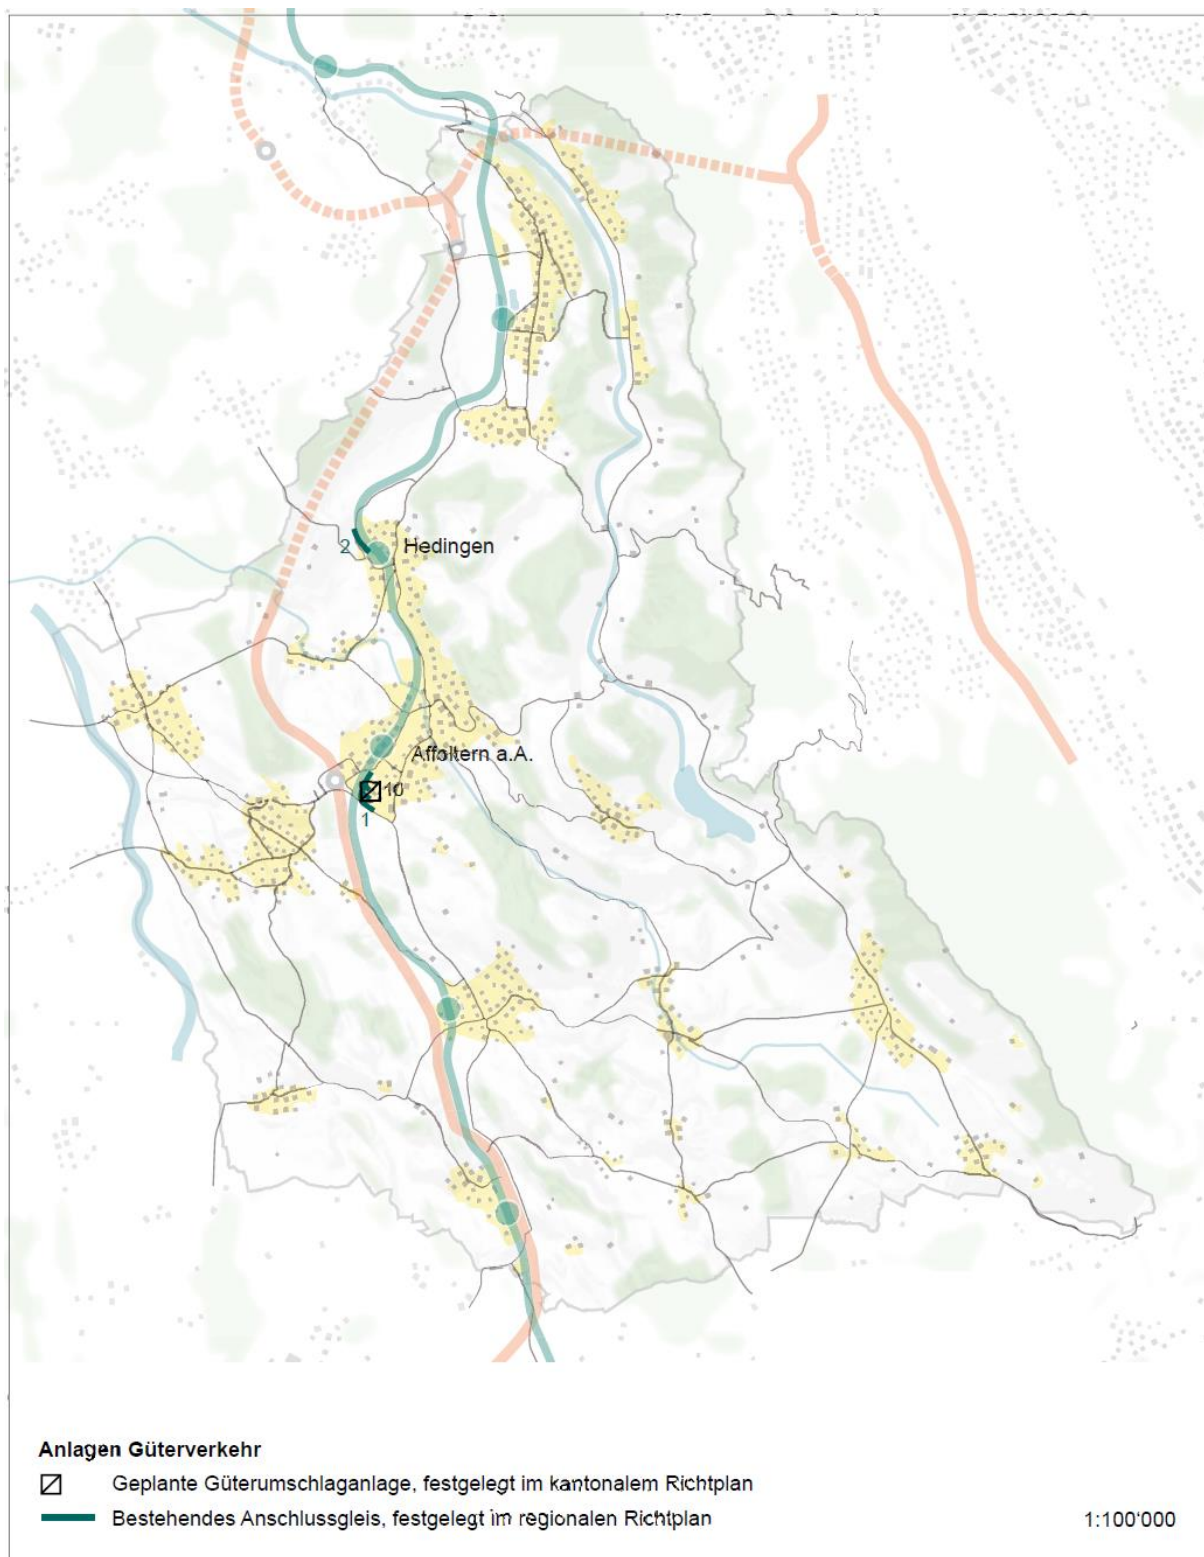 2 Hedingen
Affoltern a.A.
10
1
Anlagen Güterverkehr
Geplante Güterumschlaganlage, festgelegt im kantonalem Richtplan
Bestehendes Anschlussgleis, festgelegt im regionalen Richtplan
1:100'000